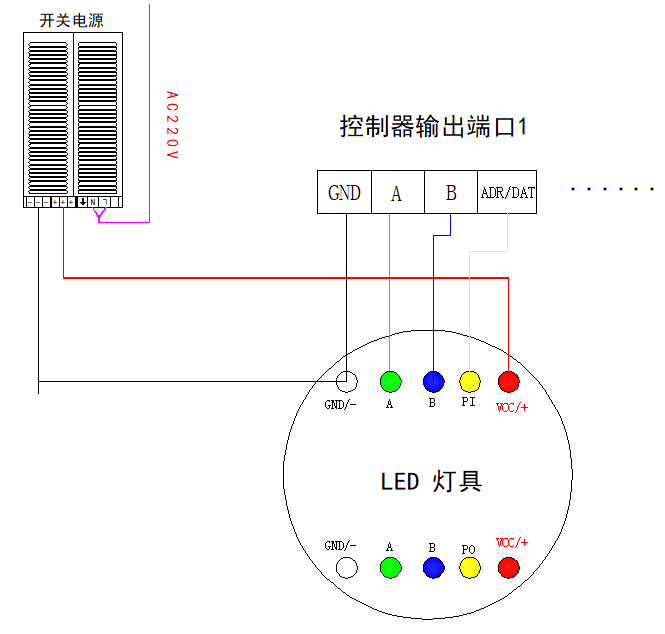 开关电源
AC220V
- - - + + + N L
控制器输出端口1
GND A B ADR/DAT
......
GND/- A B PI VCC/+
LED 灯具
GND/- A B PO VCC/+